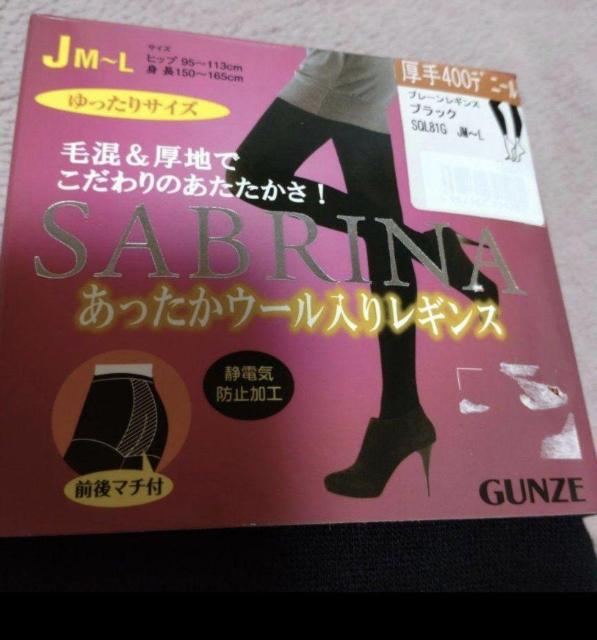 JM〜L
サイズ
ヒップ 95〜113cm
身 長150〜165cm
ゆったりサイズ
厚手400デニール
プレーンレギンス
ブラック
SQL81G JM〜L
毛混&厚地で
こだわりのあたたかさ!
SABRINA
あったかウール入りレギンス
静電気
防止加工
前後マチ付
GUNZE